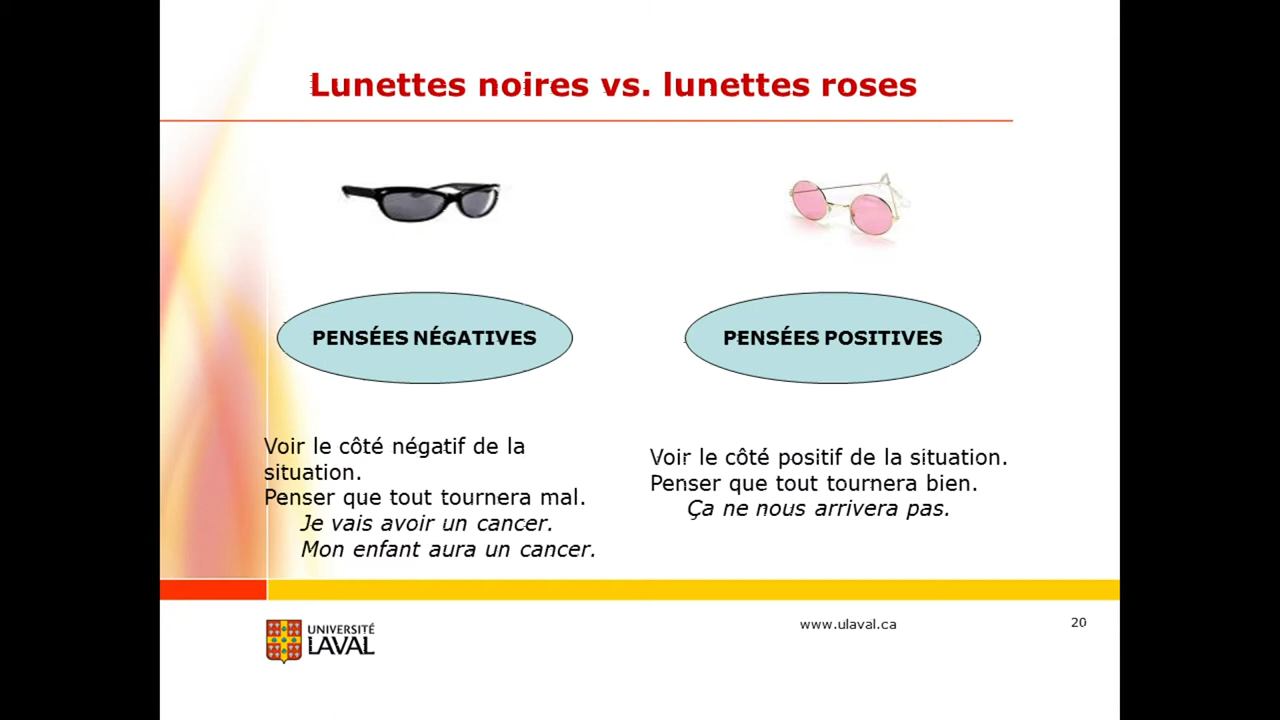 Lunettes noires vs. lunettes roses
PENSÉES NÉGATIVES
PENSÉES POSITIVES
Voir le côté négatif de la
situation.
Penser que tout tournera mal.
Je vais avoir un cancer.
Mon enfant aura un cancer.
Voir le côté positif de la situation.
Penser que tout tournera bien.
Ça ne nous arrivera pas.
UNIVERSITÉ
LAVAL
www.ulaval.ca
20